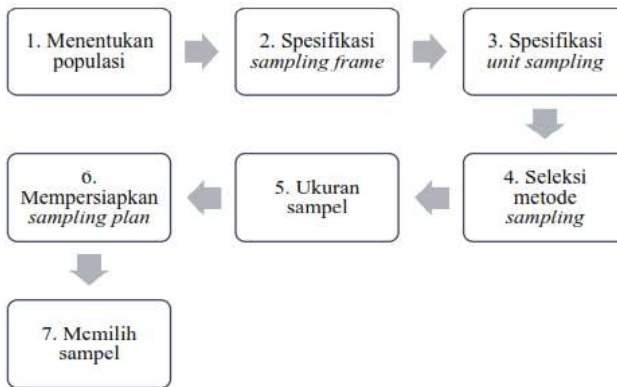 1. Menentukan
populasi
2. Spesifikasi
sampling frame
3. Spesifikasi
unit sampling
4. Seleksi
metode
sampling
5. Ukuran
sampel
6.
Mempersiapkan
sampling plan
7. Memilih
sampel